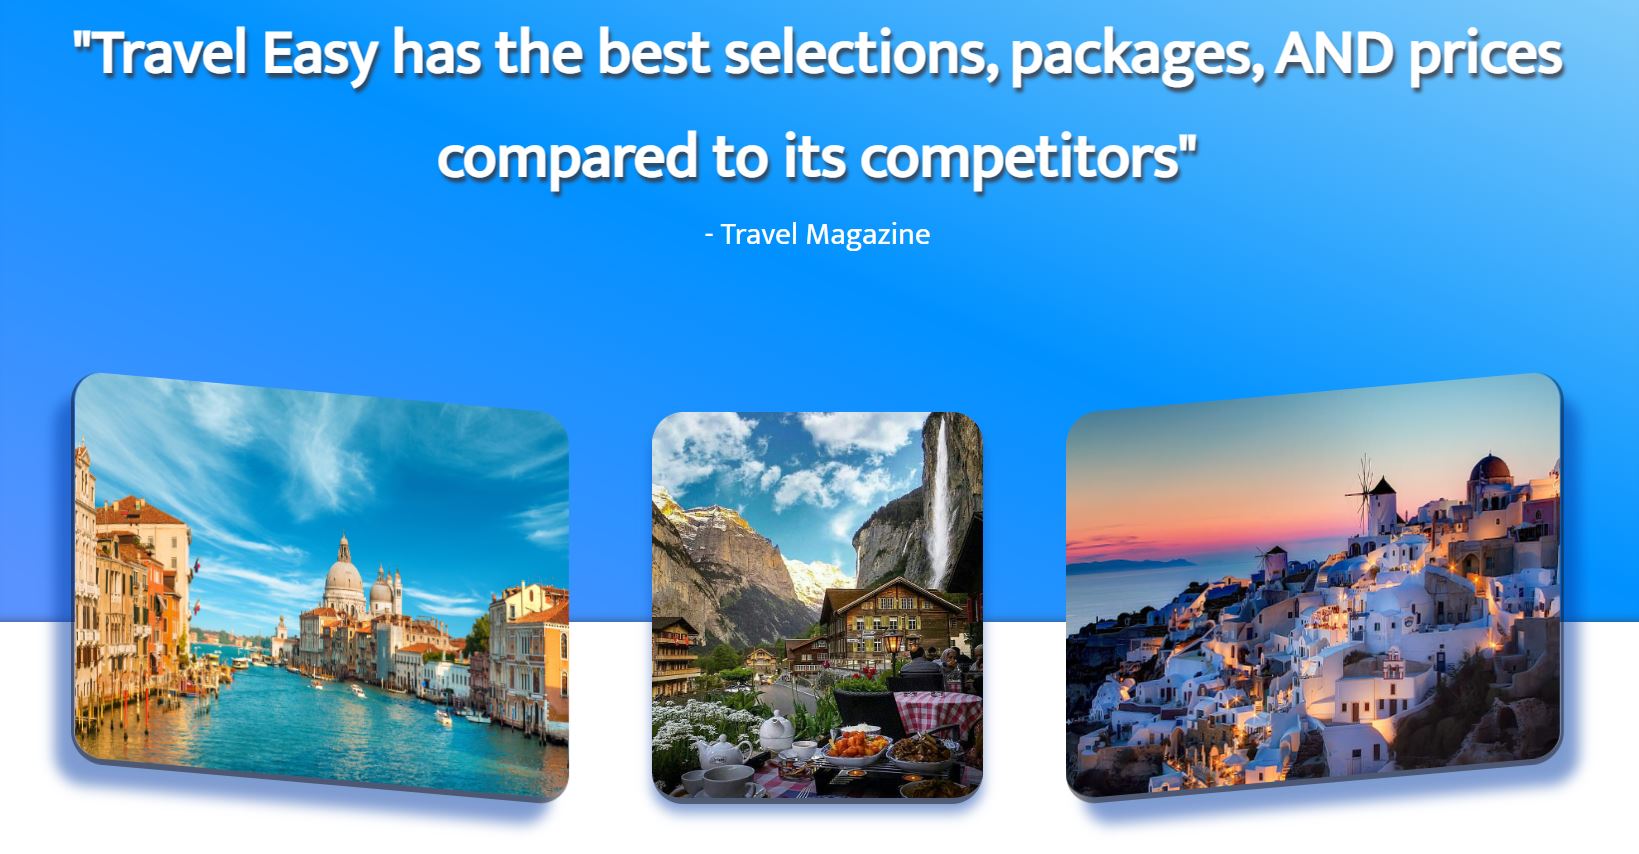 "Travel Easy has the best selections, packages, AND prices
compared to its competitors"
- Travel Magazine